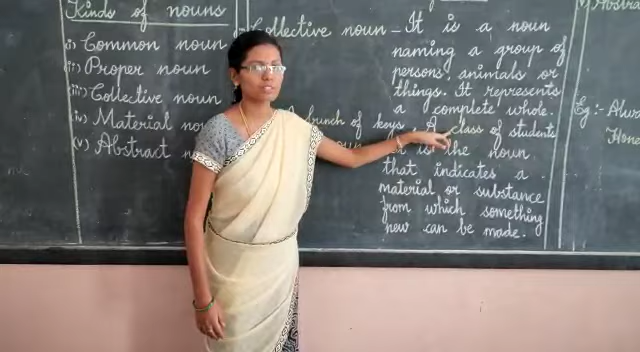 Kinds of nouns
i) Common noun
ii) Proper noun
iii) Collective noun
iv) Material
(v) Abstract
Collective noun - It is a noun
naming a group of
persons, animals or
things. It represents
a complete whole.
bunch of keys, A class of students
is the noun
that indicates a
material or substance
from which something
new can be made.
Eg:-